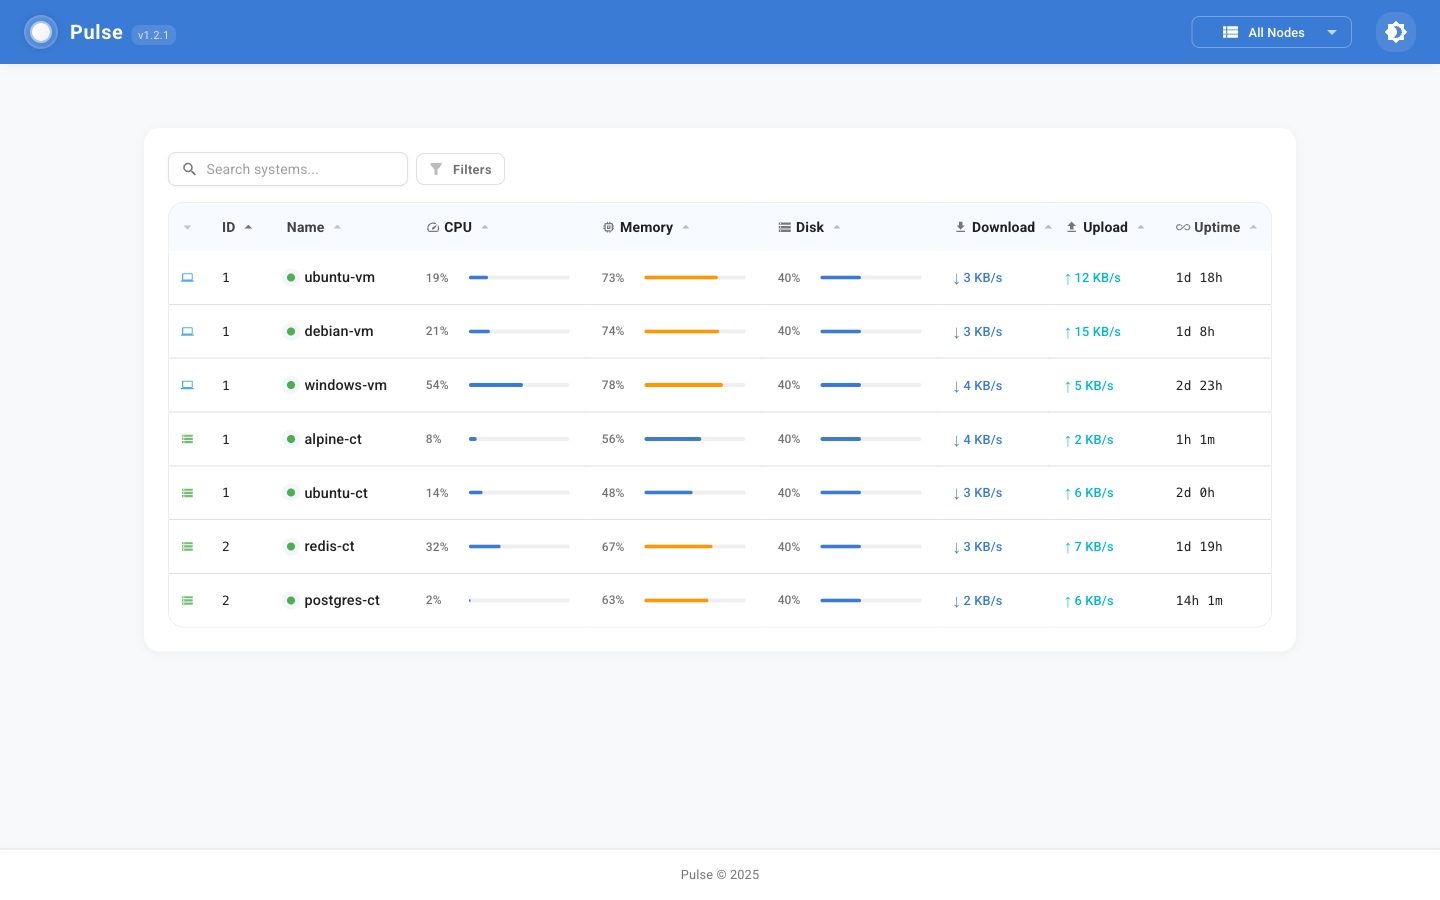 Pulse v1.2.1 All Nodes
Search systems... Filters
ID Name CPU Memory Disk Download Upload Uptime
1 ubuntu-vm 19% 73% 40% ↓ 3 KB/s ↑ 12 KB/s 1d 18h
1 debian-vm 21% 74% 40% ↓ 3 KB/s ↑ 15 KB/s 1d 8h
1 windows-vm 54% 78% 40% ↓ 4 KB/s ↑ 5 KB/s 2d 23h
1 alpine-ct 8% 56% 40% ↓ 4 KB/s ↑ 2 KB/s 1h 1m
1 ubuntu-ct 14% 48% 40% ↓ 3 KB/s ↑ 6 KB/s 2d 0h
2 redis-ct 32% 67% 40% ↓ 3 KB/s ↑ 7 KB/s 1d 19h
2 postgres-ct 2% 63% 40% ↓ 2 KB/s ↑ 6 KB/s 14h 1m
Pulse © 2025